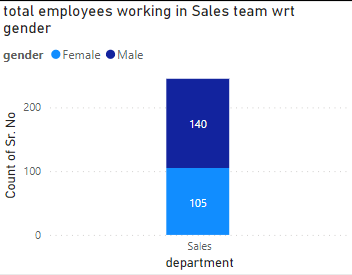 total employees working in Sales team wrt
gender
gender Female Male
Count of Sr. No
200
100
0
140
105
Sales
department